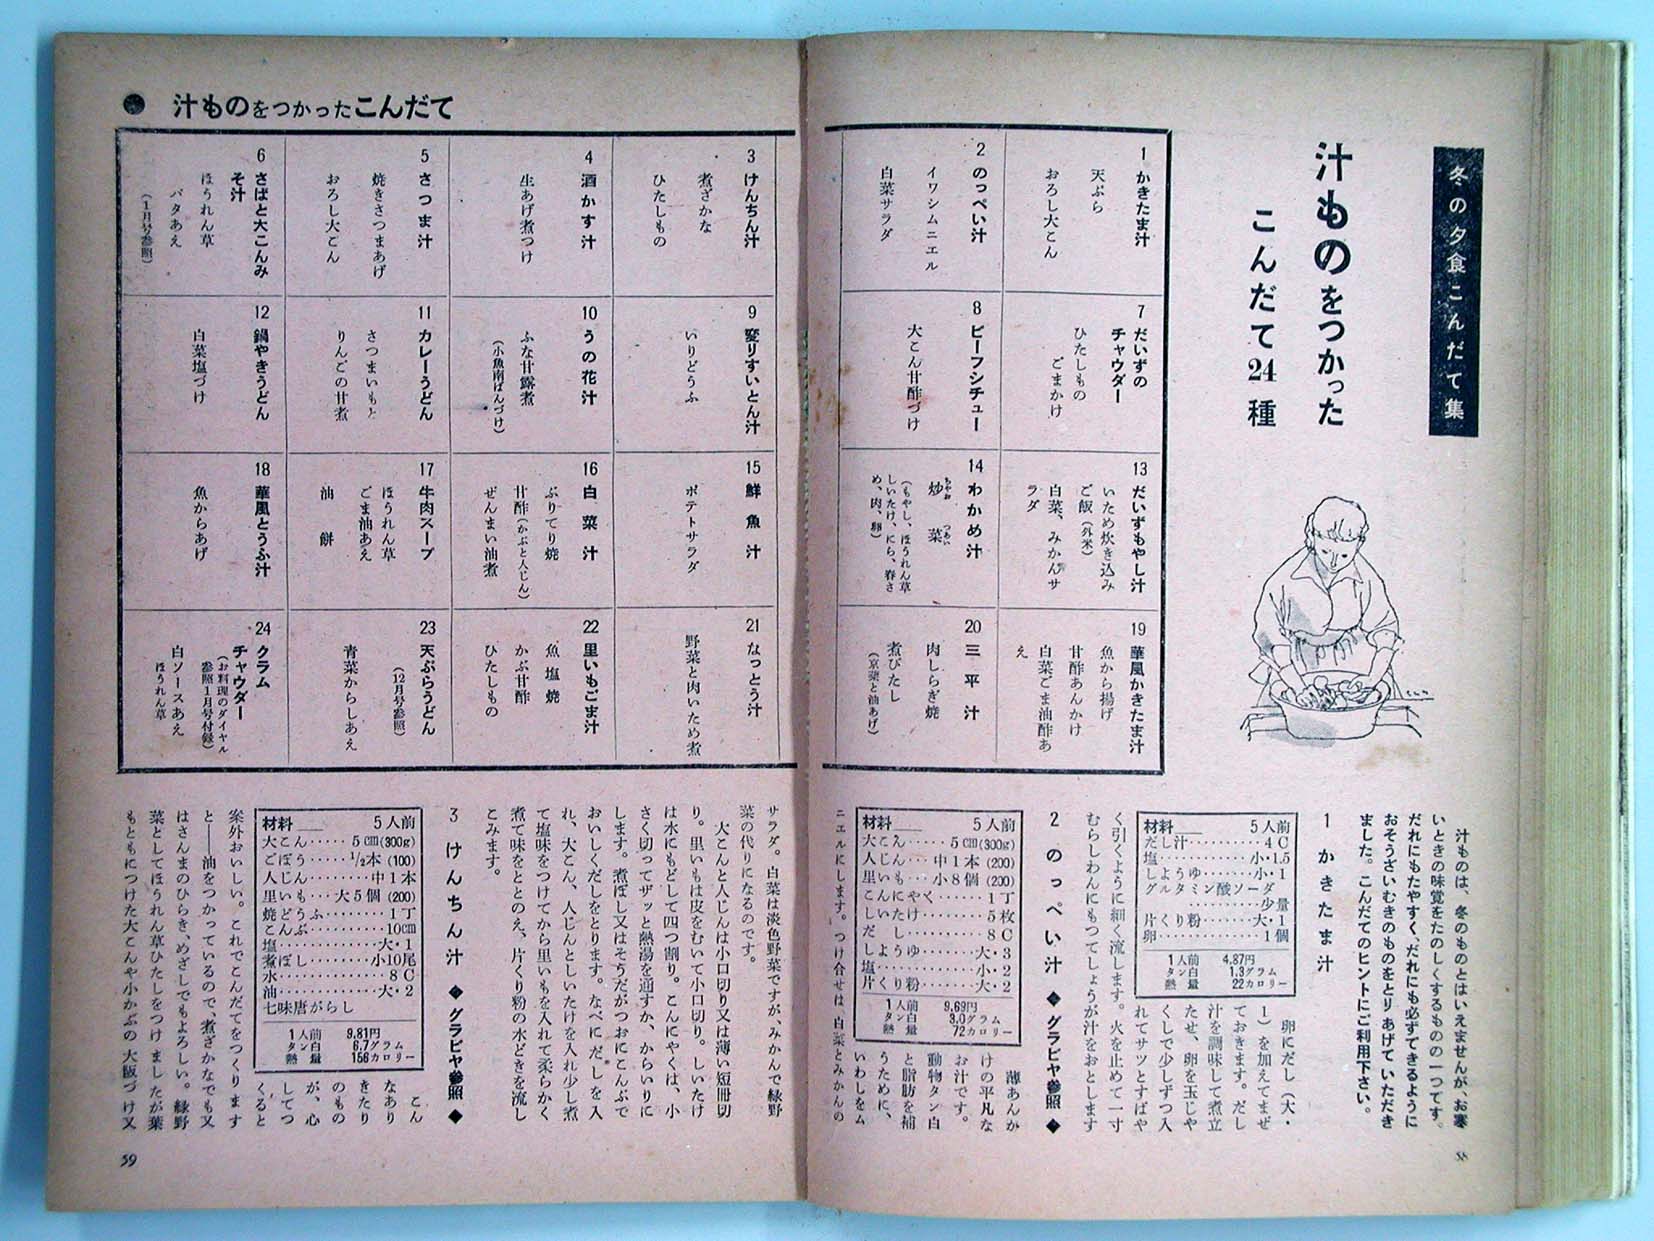 冬の夕食こんだて集
汁ものをつかった
こんだて24種
汁ものは、冬のものとはいえませんが、お寒
いときの味覚をたのしくするものの一つです。
だれにもたやすく、だれにも必ずできるように
おそうざいむきのものをとりあげていただき
ました。こんだてのヒントにご利用下さい。
● 汁ものをつかったこんだて
1 かきたま汁
天ぷら
おろし大こん
2 のっぺい汁
イワシムニエル
白菜サラダ
3 けんちん汁
煮ざかな
ひたしもの
4 酒かす汁
生あげ煮つけ
5 さつま汁
焼きさつまあげ
おろし大こん
6 さばと大こんみ
そ汁
ほうれん草
バタあえ
(1月号参照)
7 だいずの
チャウダー
ひたしもの
ごまかけ
8 ビーフシチュー
大こん甘酢づけ
9 変りすいとん汁
いりどうふ
10 うの花汁
ふな甘露煮
(小魚南ばんづけ)
11 カレーうどん
さつまいもと
りんごの甘煮
12 鍋やきうどん
白菜塩づけ
13 だいずもやし汁
いため炊き込み
ご飯(外米)
白菜、みかんサ
ラダ
14 わかめ汁
炒菜
(もやし、ほうれん草
しいたけ、にら、春さ
め、肉、卵)
15 鮮魚汁
ポテトサラダ
16 白菜汁
ぶりてり焼
甘酢(かぶと人じん)
ぜんまい油煮
17 牛肉スープ
ほうれん草
ごま油あえ
油餅
18 華風とうふ汁
魚からあげ
19 華風かきたま汁
魚から揚げ
甘酢あんかけ
白菜ごま油酢あ
え
20 三平汁
肉しらぎ焼
煮びたし
(京菜と油あげ)
21 なっとう汁
野菜と肉いため煮
22 里いもごま汁
魚塩焼
かぶ甘酢
ひたしもの
23 天ぷらうどん
(12月号参照)
青菜からしあえ
24 クラム
チャウダー
(お料理のダイヤル
参照1月号付録)
白ソースあえ
ほうれん草
1 かきたま汁
材料 5人前
だし汁………4C
塩………小・1.5
しょうゆ………小・1
グルタミン酸ソーダ
………少量
片くり粉………大・1
卵………1個
1人前 4.87円
タン白 1.3グラム
熱量 22カロリー
卵にだし(大・
1)を加えてまぜ
ておきます。だし
汁を調味して煮立
たせ、卵を玉じゃ
くしで少しずつ入
れてサッとすばや
く引くように細く流します。火を止めて一寸
むらしわんにもってしょうが汁をおとします
2 のっぺい汁 ◆グラビヤ参照◆
材料 5人前
大こん……5cm(300g)
人じん……中1本(200)
里いも……小8個(200)
こんにゃく………1丁
しいたけ………5枚
だし………8C
しょうゆ………大・3
塩………小・2
片くり粉………大・2
1人前 9.69円
タン白 3.0グラム
熱量 72カロリー
薄あんか
けの平凡な
お汁です。
動物タン白
と脂肪を補
うために、
いわしをム
ニエルにします。つけ合せは、白菜とみかんの
サラダ。白菜は淡色野菜ですが、みかんで緑野
菜の代りになるのです。
大こんと人じんは小口切り又は薄い短冊切
り。里いもは皮をむいて小口切り。しいたけ
は水にもどして四つ割り。こんにゃくは、小
さく切ってザッと熱湯を通すか、からいりに
します。煮ぼし又はそうだがつおにこんぶで
おいしくだしをとります。なべにだしを入
れ、大こん、人じんとしいたけを入れ少し煮
て塩味をつけてから里いもを入れて柔らかく
煮て味をととのえ、片くり粉の水どきを流し
こみます。
3 けんちん汁 ◆グラビヤ参照◆
材料 5人前
大こん……5cm(300g)
ごぼう……½本(100)
人じん……中1本
里いも……大5個(200)
焼どうふ………1丁
こんぶ………10cm
塩………大・1
煮ぼし………小10尾
水………8C
油………大・2
七味唐がらし
1人前 9.81円
タン白 6.7グラム
熱量 156カロリー
こん
なあり
きたり
のもの
が、心
してつ
くると
案外おいしい。これでこんだてをつくります
と──油をつかっているので、煮ざかなでも又
はさんまのひらき、めざしでもよろしい。緑野
菜としてほうれん草ひたしをつけましたが葉
もともにつけた大こんや小かぶの大阪づけ又
58
59